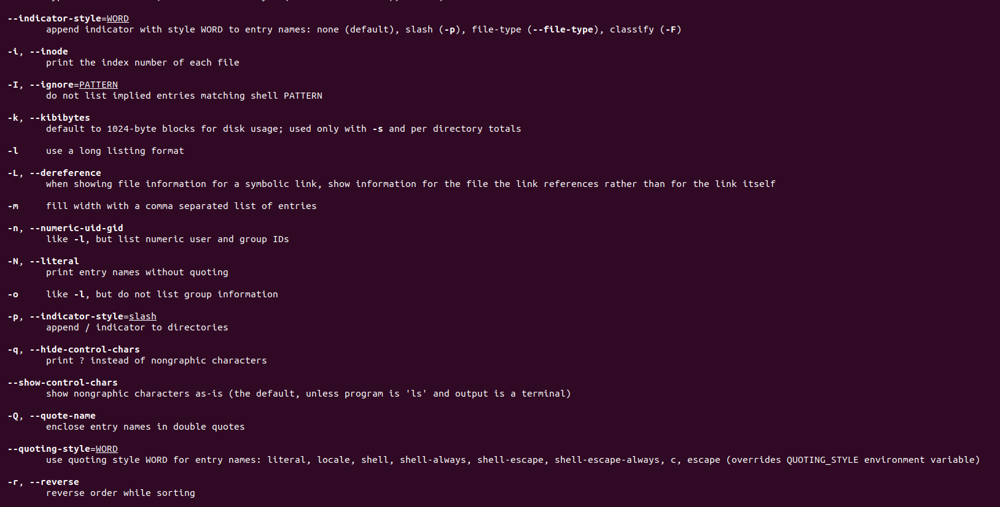 --indicator-style=WORD
append indicator with style WORD to entry names: none (default), slash (-p), file-type (--file-type), classify (-F)
-i, --inode
print the index number of each file
-I, --ignore=PATTERN
do not list implied entries matching shell PATTERN
-k, --kibibytes
default to 1024-byte blocks for disk usage; used only with -s and per directory totals
-l use a long listing format
-L, --dereference
when showing file information for a symbolic link, show information for the file the link references rather than for the link itself
-m fill width with a comma separated list of entries
-n, --numeric-uid-gid
like -l, but list numeric user and group IDs
-N, --literal
print entry names without quoting
-o like -l, but do not list group information
-p, --indicator-style=slash
append / indicator to directories
-q, --hide-control-chars
print ? instead of nongraphic characters
--show-control-chars
show nongraphic characters as-is (the default, unless program is 'ls' and output is a terminal)
-Q, --quote-name
enclose entry names in double quotes
--quoting-style=WORD
use quoting style WORD for entry names: literal, locale, shell, shell-always, shell-escape, shell-escape-always, c, escape (overrides QUOTING_STYLE environment variable)
-r, --reverse
reverse order while sorting